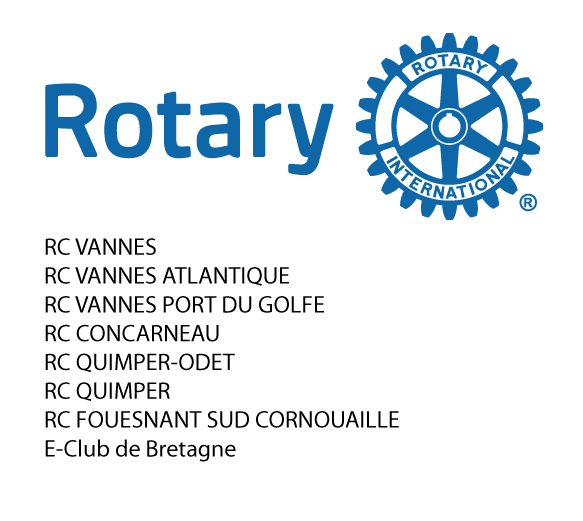 Rotary
ROTARY
INTERNATIONAL
®
RC VANNES
RC VANNES ATLANTIQUE
RC VANNES PORT DU GOLFE
RC CONCARNEAU
RC QUIMPER-ODET
RC QUIMPER
RC FOUESNANT SUD CORNOUAILLE
E-Club de Bretagne